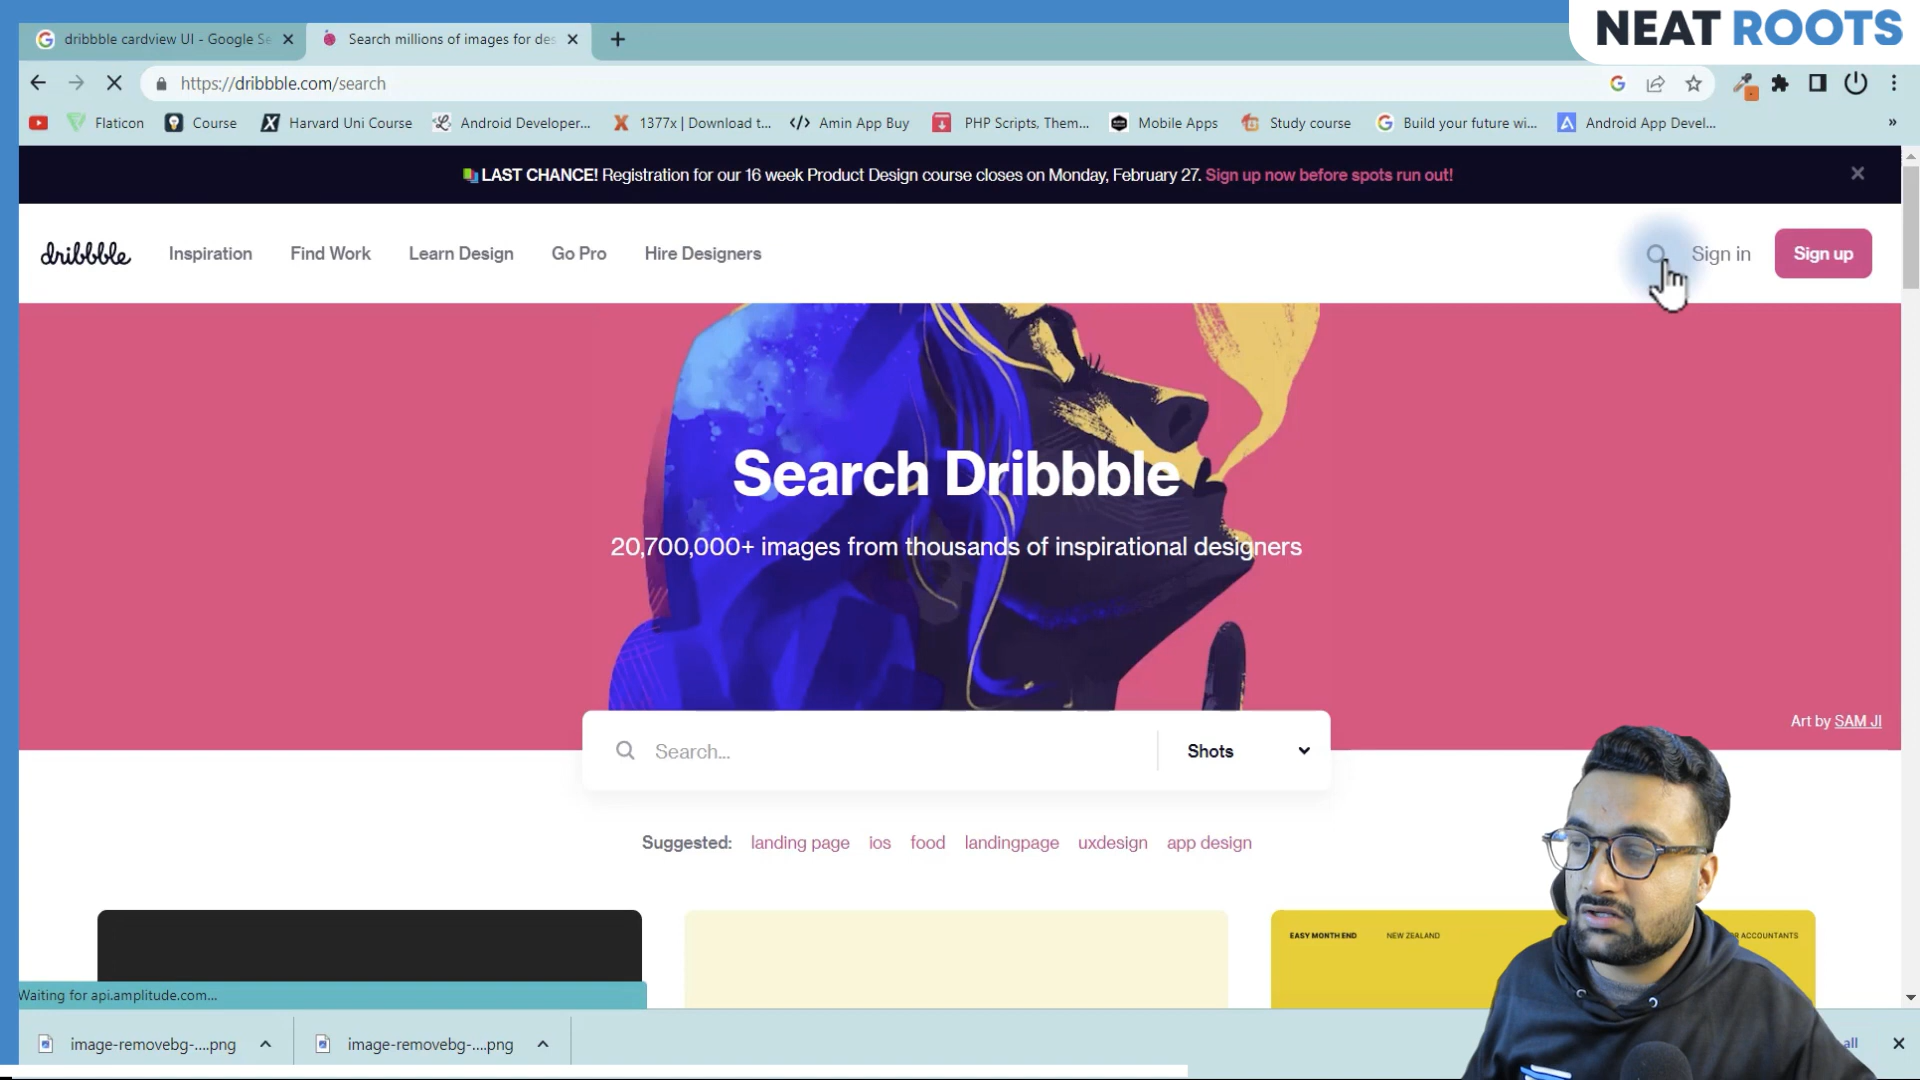 NEAT ROOTS
dribbble cardview UI - Google Se
Search millions of images for des
https://dribbble.com/search
Flaticon
Course
Harvard Uni Course
Android Developer...
1377x | Download t...
Amin App Buy
PHP Scripts, Them...
Mobile Apps
Study course
Build your future wi...
Android App Devel...
LAST CHANCE! Registration for our 16 week Product Design course closes on Monday, February 27. Sign up now before spots run out!
dribbble
Inspiration
Find Work
Learn Design
Go Pro
Hire Designers
Sign in
Sign up
Search Dribbble
20,700,000+ images from thousands of inspirational designers
Art by SAM JI
Search...
Shots
Suggested: landing page ios food landingpage uxdesign app design
EASY MONTH END
NEW ZEALAND
ACCOUNTANTS
Waiting for api.amplitude.com...
image-removebg-....png
image-removebg-....png
all